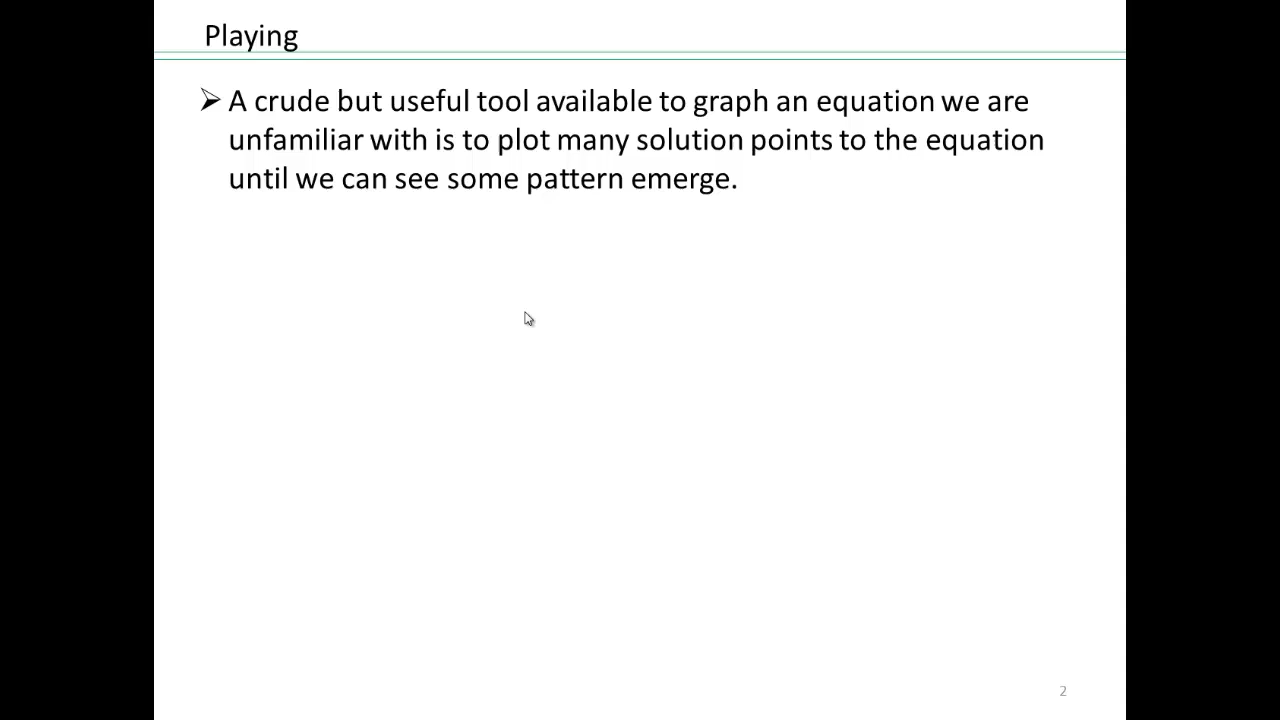 Playing
➢ A crude but useful tool available to graph an equation we are
unfamiliar with is to plot many solution points to the equation
until we can see some pattern emerge.
2